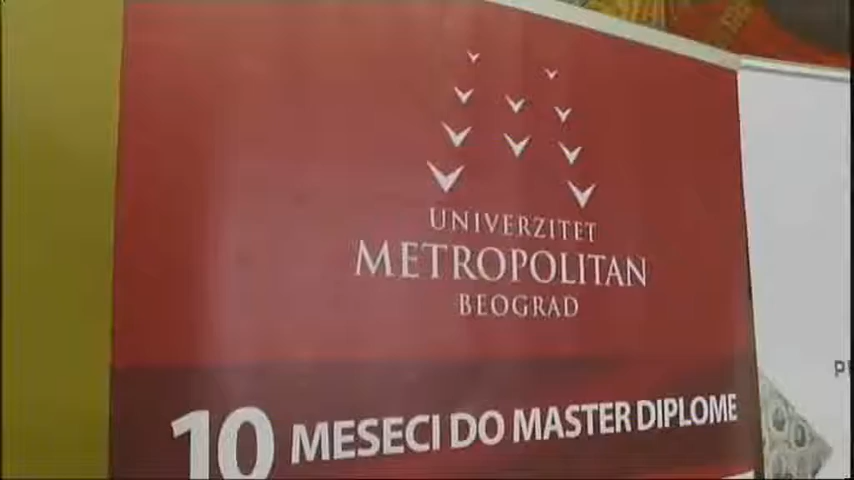 UNIVERZITET
METROPOLITAN
BEOGRAD
10 MESECI DO MASTER DIPLOME